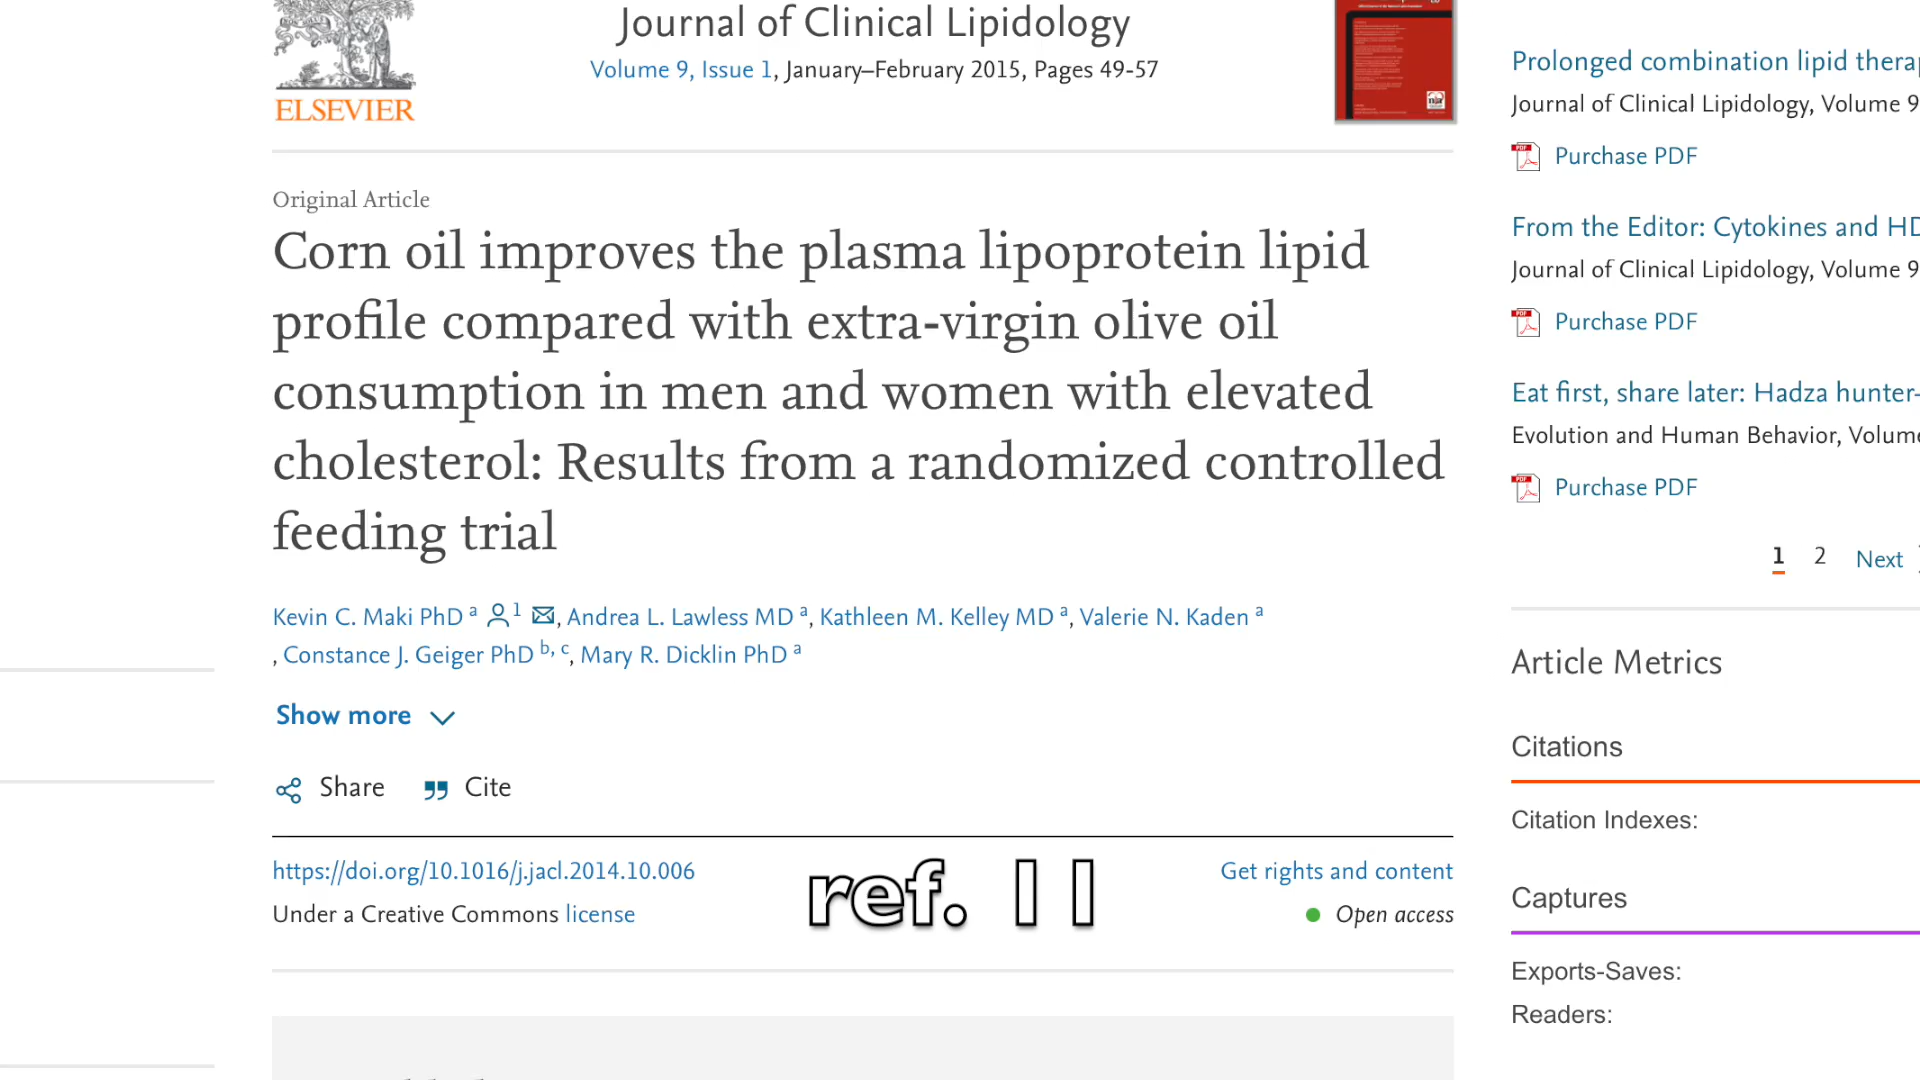 Journal of Clinical Lipidology
Volume 9, Issue 1, January–February 2015, Pages 49-57
ELSEVIER
Original Article
Corn oil improves the plasma lipoprotein lipid
profile compared with extra-virgin olive oil
consumption in men and women with elevated
cholesterol: Results from a randomized controlled
feeding trial
Kevin C. Maki PhD a 1, Andrea L. Lawless MD a, Kathleen M. Kelley MD a, Valerie N. Kaden a
, Constance J. Geiger PhD b, c, Mary R. Dicklin PhD a
Show more
Share Cite
https://doi.org/10.1016/j.jacl.2014.10.006
Under a Creative Commons license
ref. 11
Get rights and content
Open access
Prolonged combination lipid
Journal of Clinical Lipidology, Volume 9
Purchase PDF
From the Editor: Cytokines and
Journal of Clinical Lipidology, Volume 9
Purchase PDF
Eat first, share later: Hadza hunter-
Evolution and Human Behavior,
Purchase PDF
1 2 Next
Article Metrics
Citations
Citation Indexes:
Captures
Exports-Saves:
Readers: